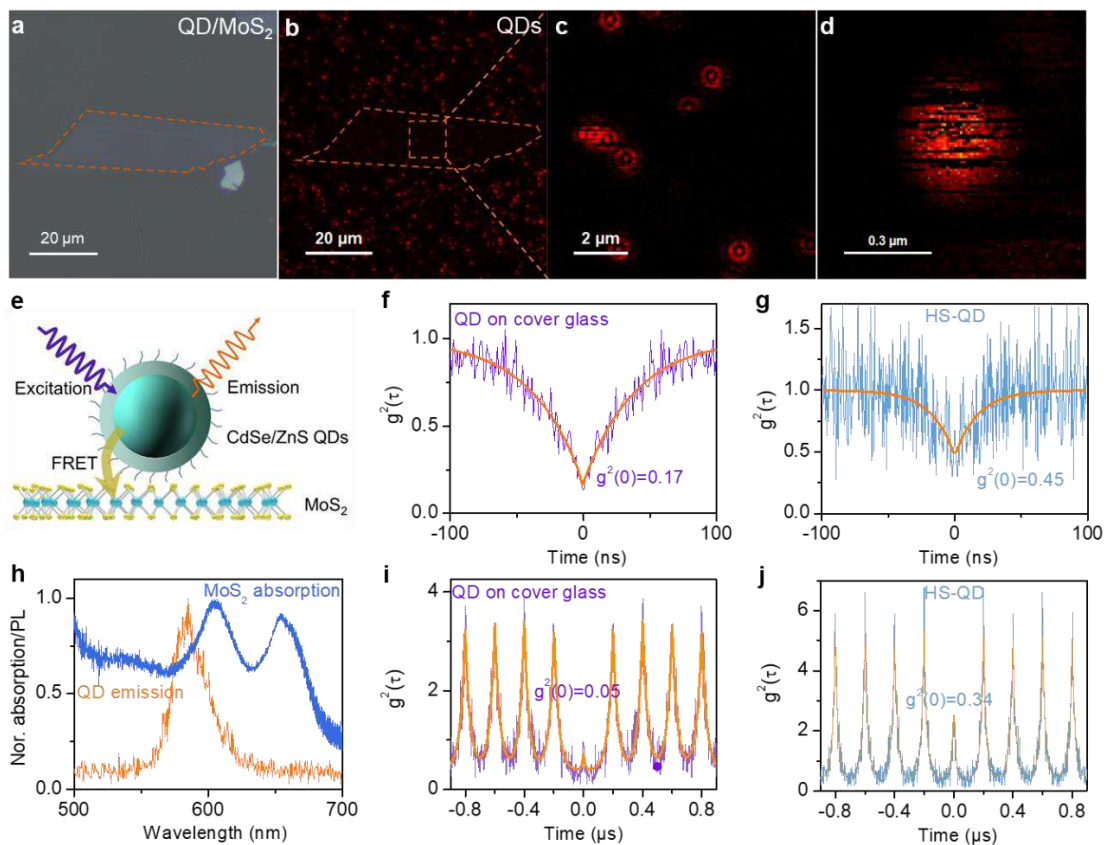 a QD/MoS₂
20 µm
b QDs
20 µm
c
2 µm
d
0.3 µm
e
Excitation
Emission
CdSe/ZnS QDs
FRET
MoS₂
f
QD on cover glass
g²(0)=0.17
g²(τ)
1.0
0.5
0.0
-100
0
100
Time (ns)
g
HS-QD
g²(0)=0.45
g²(τ)
1.5
1.0
0.5
0.0
-100 -50 0 50 100
Time (ns)
h
MoS₂ absorption
QD emission
Nor. absorption/PL
1.0
0.5
0.0
500 600 700
Wavelength (nm)
i
QD on cover glass
g²(0)=0.05
g²(τ)
4
2
0
-0.8 -0.4 0.0 0.4 0.8
Time (µs)
j
HS-QD
g²(0)=0.34
g²(τ)
6
4
2
0
-0.8 -0.4 0.0 0.4 0.8
Time (µs)